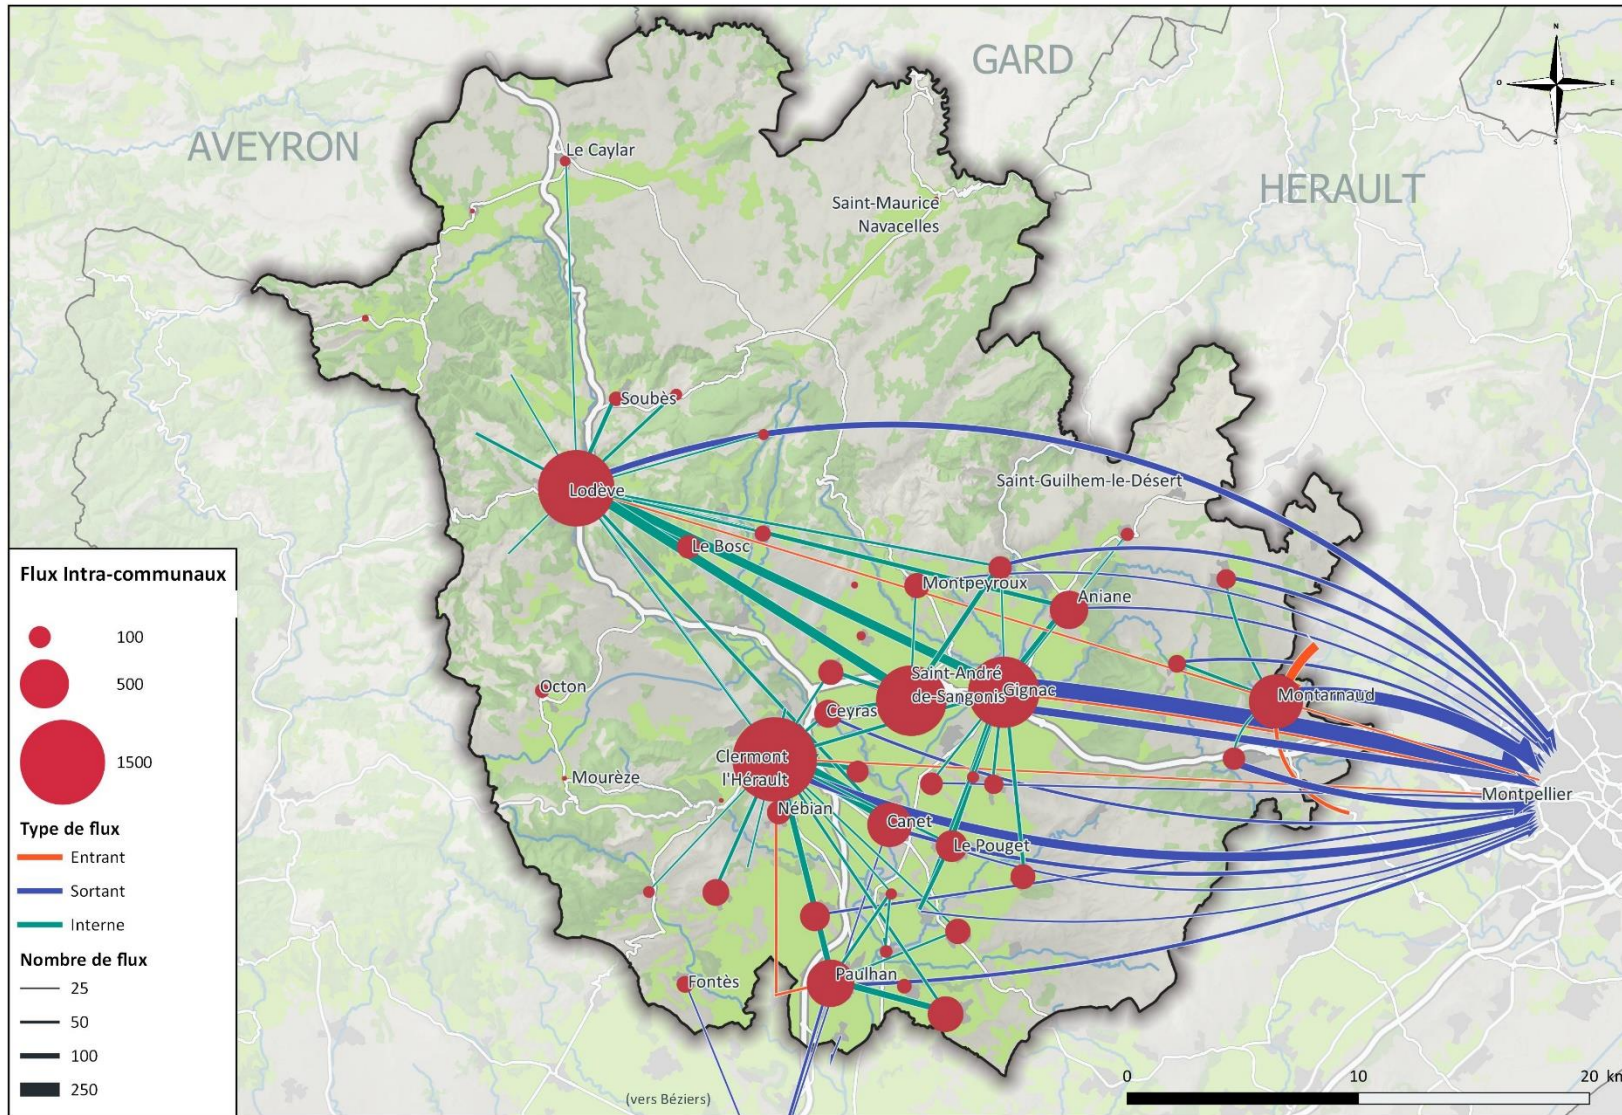 GARD
N
O
E
S
AVEYRON
Le Caylar
HERAULT
Saint-Maurice
Navacelles
Soubès
Saint-Guilhem-le-Désert
Lodève
Le Bosc
Montpeyroux
Aniane
Octon
Saint-André
de-Sangonis
Gignac
Montarnaud
Ceyras
Clermont
l'Hérault
Mourèze
Montpellier
Nébian
Canet
Le Pouget
Paulhan
Fontès
(vers Béziers)
Flux Intra-communaux
100
500
1500
Type de flux
Entrant
Sortant
Interne
Nombre de flux
25
50
100
250
0
10
20 km